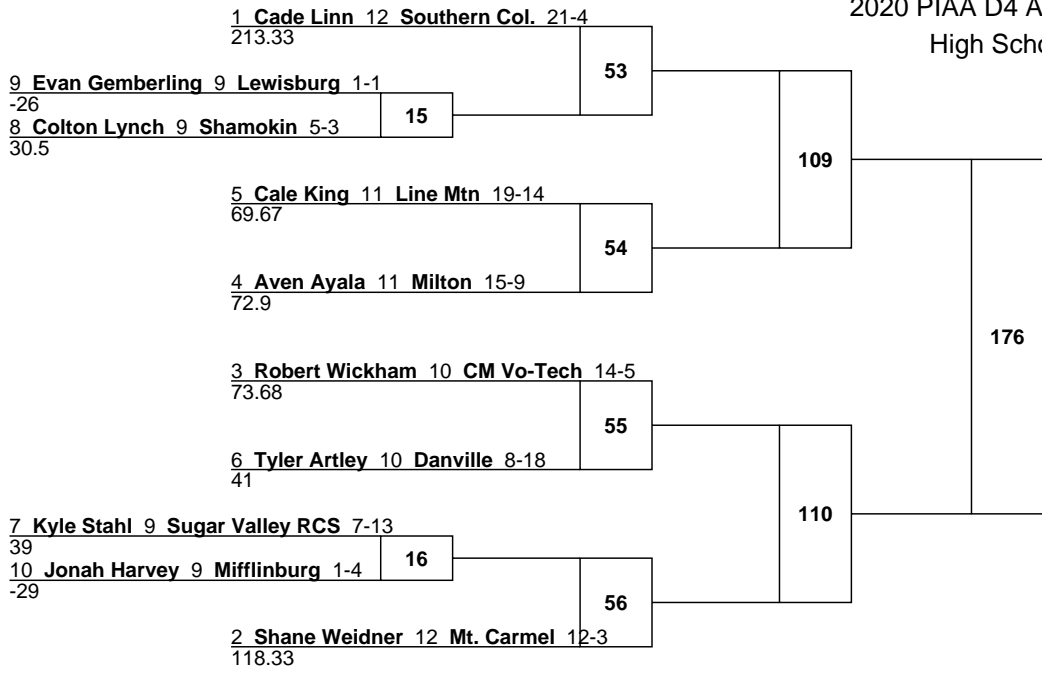 2020 PIAA D4 A
High Scho
1 Cade Linn 12 Southern Col. 21-4
213.33
53
9 Evan Gemberling 9 Lewisburg 1-1
-26
15
8 Colton Lynch 9 Shamokin 5-3
30.5
109
5 Cale King 11 Line Mtn 19-14
69.67
54
4 Aven Ayala 11 Milton 15-9
72.9
176
3 Robert Wickham 10 CM Vo-Tech 14-5
73.68
55
6 Tyler Artley 10 Danville 8-18
41
110
7 Kyle Stahl 9 Sugar Valley RCS 7-13
39
16
10 Jonah Harvey 9 Mifflinburg 1-4
-29
56
2 Shane Weidner 12 Mt. Carmel 12-3
118.33